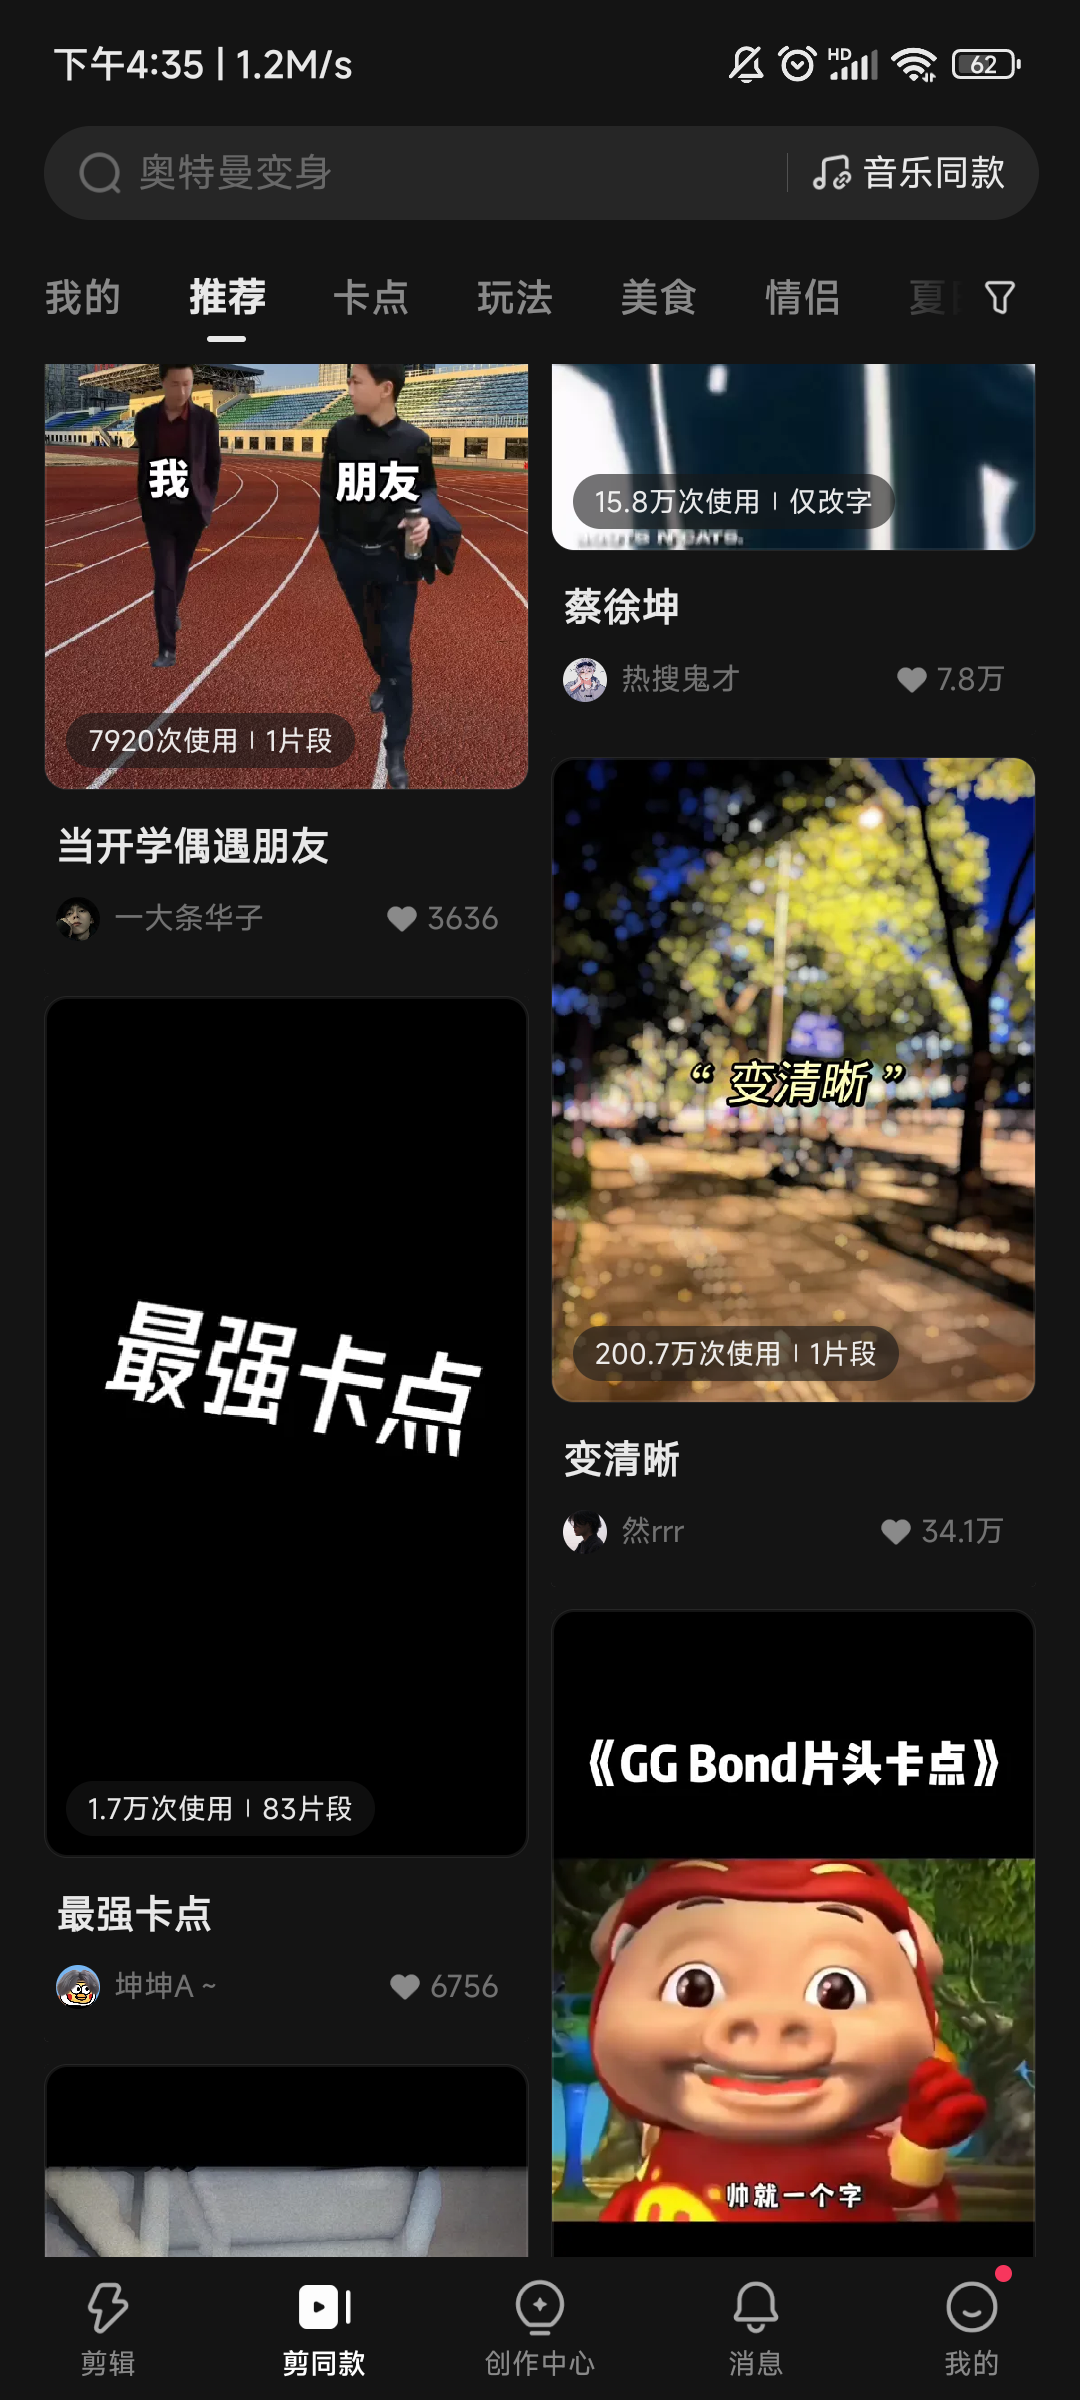 下午4:35 | 1.2M/s
HD
62
奥特曼变身
音乐同款
我的
推荐
卡点
玩法
美食
情侣
夏
我
朋友
7920次使用 | 1片段
当开学偶遇朋友
一大条华子
3636
15.8万次使用 | 仅改字
蔡徐坤
热搜鬼才
7.8万
“ 变清晰 ”
200.7万次使用 | 1片段
变清晰
然rrr
34.1万
最强卡点
1.7万次使用 | 83片段
最强卡点
坤坤A ~
6756
《GG Bond片头卡点》
帅就一个字
剪辑
剪同款
创作中心
消息
我的